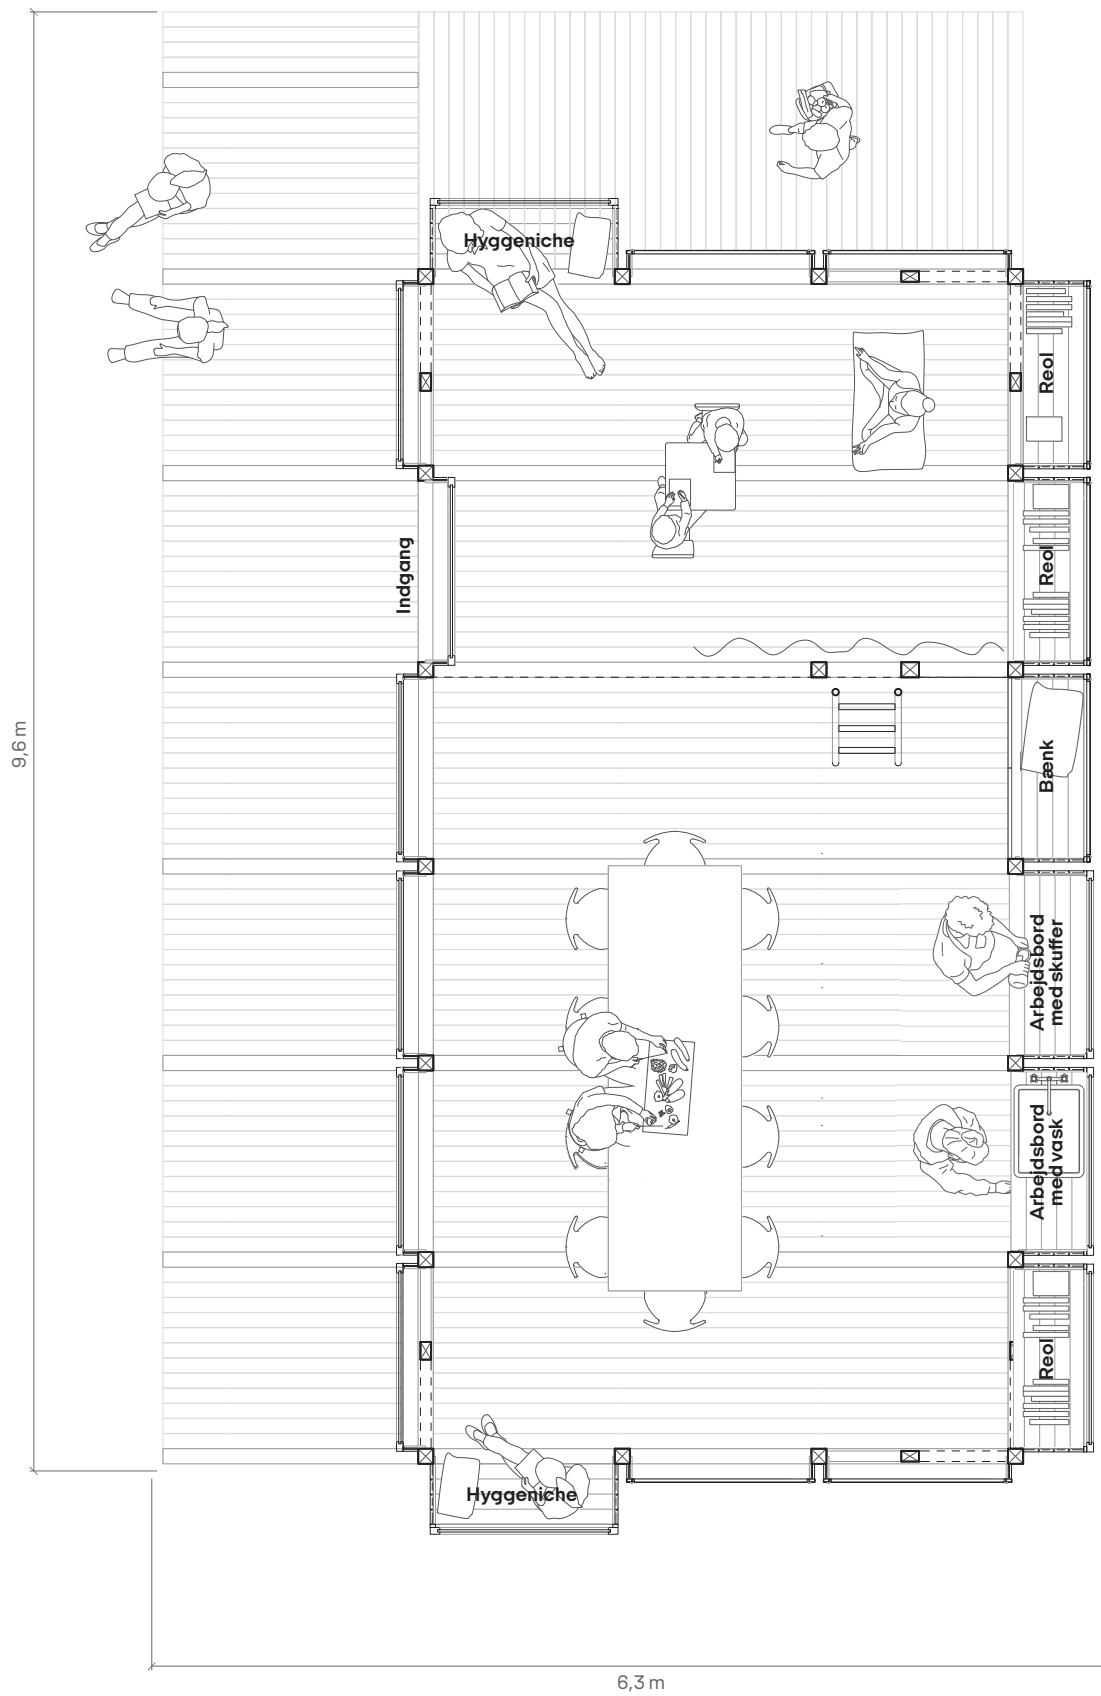 Hyggeniche
Reol
Indgang
Reol
9,6 m
Bænk
Arbejdsbord
med skuffer
Arbejdsbord
med vask
Reol
Hyggeniche
6,3 m